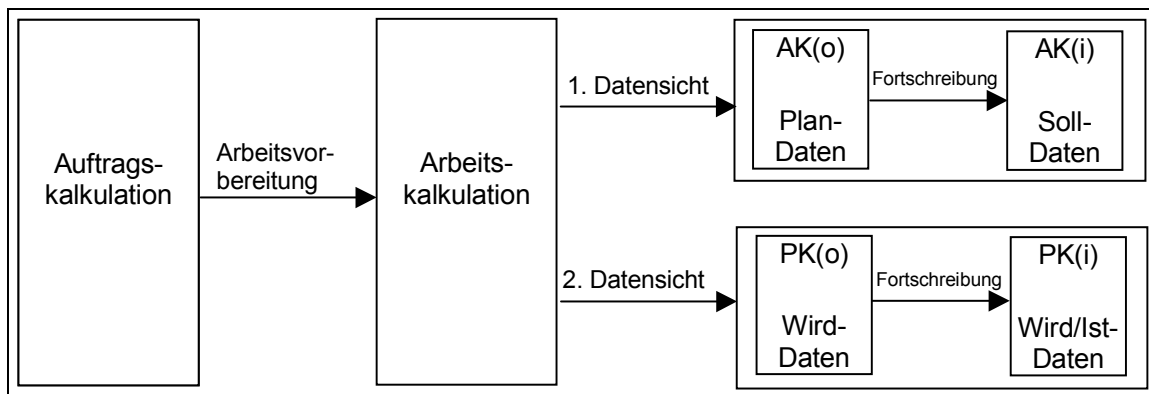 Auftrags-
kalkulation
Arbeitsvor-
bereitung
Arbeits-
kalkulation
1. Datensicht
AK(o)
Plan-
Daten
Fortschreibung
AK(i)
Soll-
Daten
2. Datensicht
PK(o)
Wird-
Daten
Fortschreibung
PK(i)
Wird/Ist-
Daten